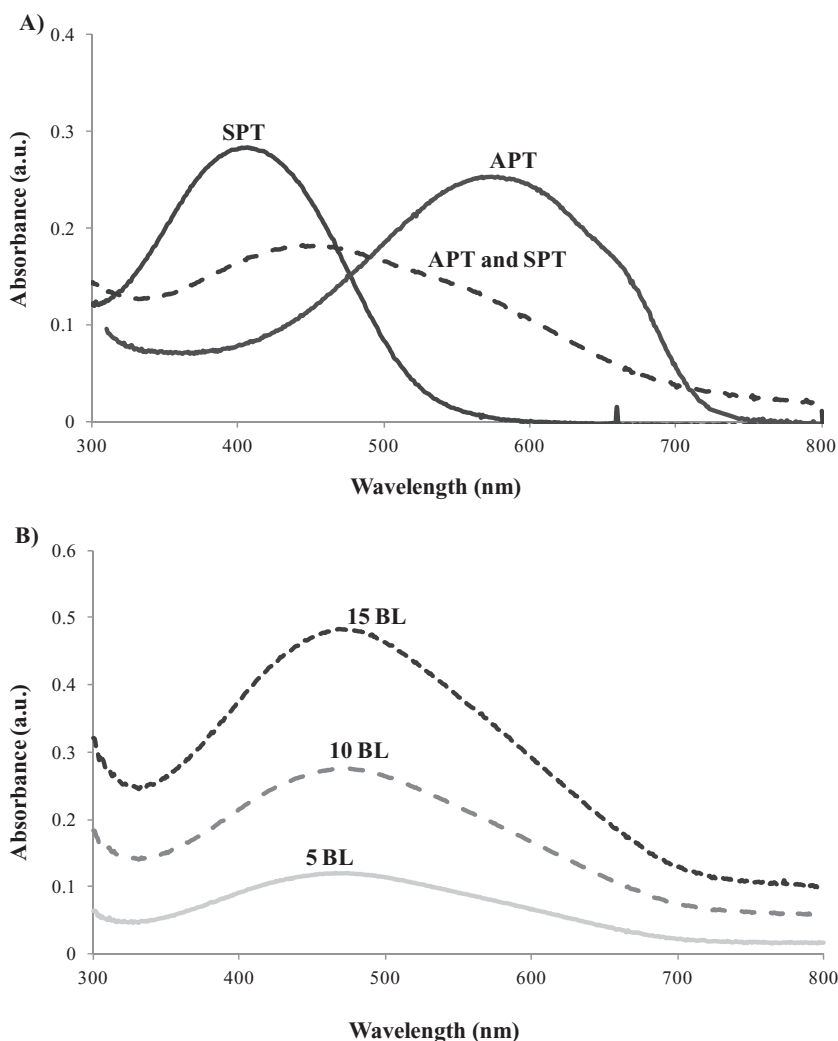 A)
0.4
0.3
0.2
0.1
0
Absorbance (a.u.)
SPT
APT
APT and SPT
300 400 500 600 700 800
Wavelength (nm)
B)
0.6
0.5
0.4
0.3
0.2
0.1
0
Absorbance (a.u.)
15 BL
10 BL
5 BL
300 400 500 600 700 800
Wavelength (nm)